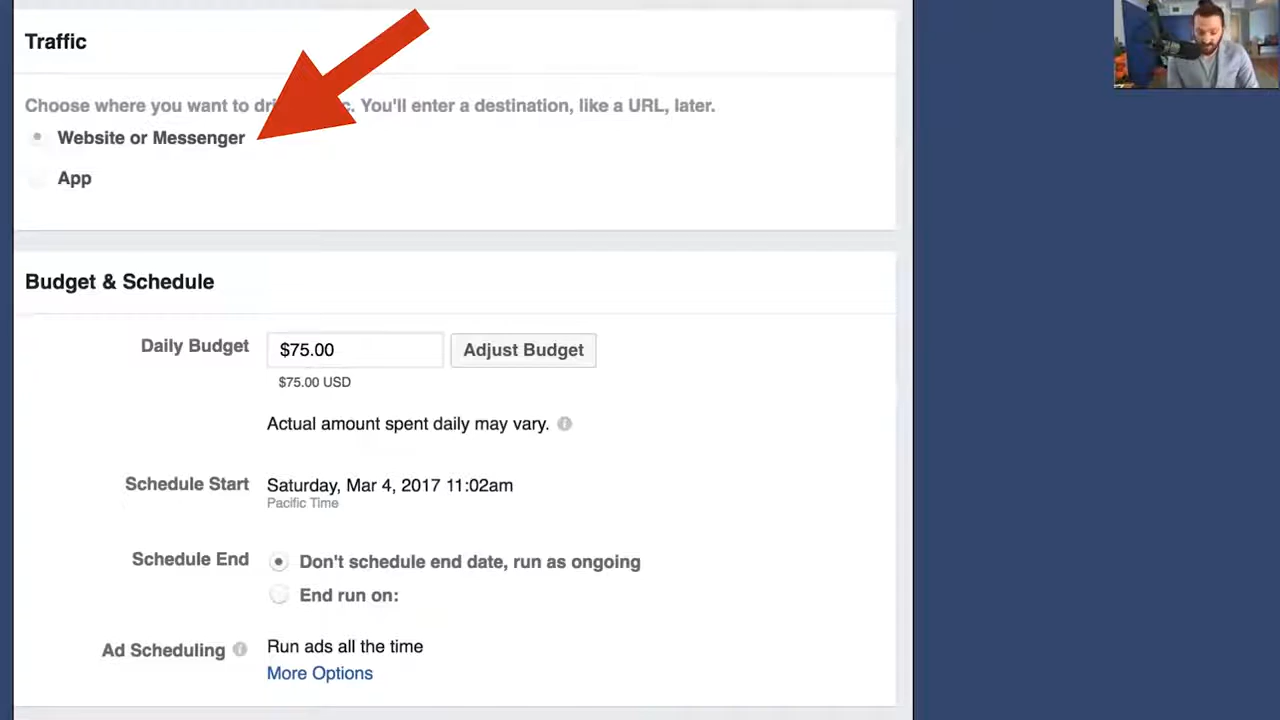 Traffic
Choose where you want to c. You'll enter a destination, like a URL, later.
Website or Messenger
App
Budget & Schedule
Daily Budget $75.00 Adjust Budget
$75.00 USD
Actual amount spent daily may vary.
Schedule Start Saturday, Mar 4, 2017 11:02am
Pacific Time
Schedule End Don't schedule end date, run as ongoing
End run on:
Ad Scheduling Run ads all the time
More Options